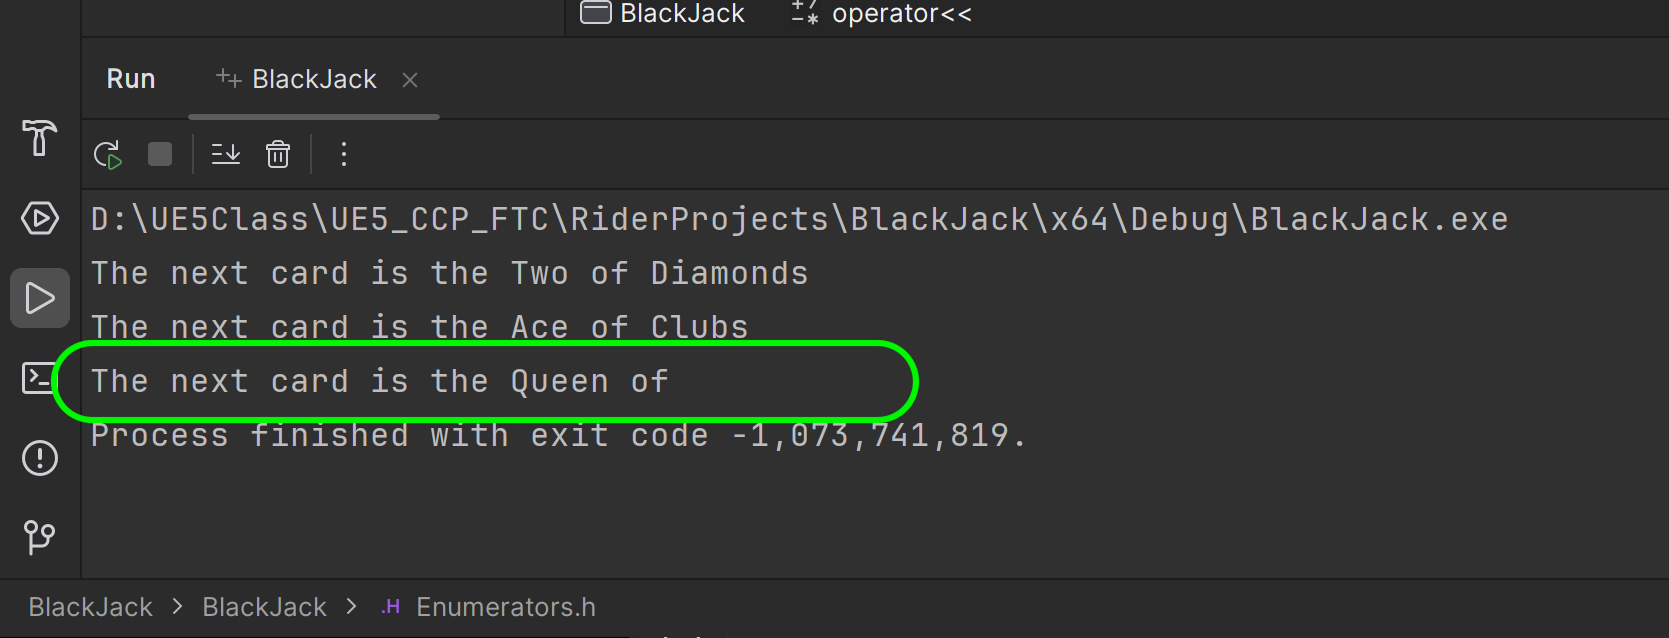 BlackJack operator<<
Run BlackJack
D:\UE5Class\UE5_CCP_FTC\RiderProjects\BlackJack\x64\Debug\BlackJack.exe
The next card is the Two of Diamonds
The next card is the Ace of Clubs
The next card is the Queen of
Process finished with exit code -1,073,741,819.
BlackJack > BlackJack > .H Enumerators.h